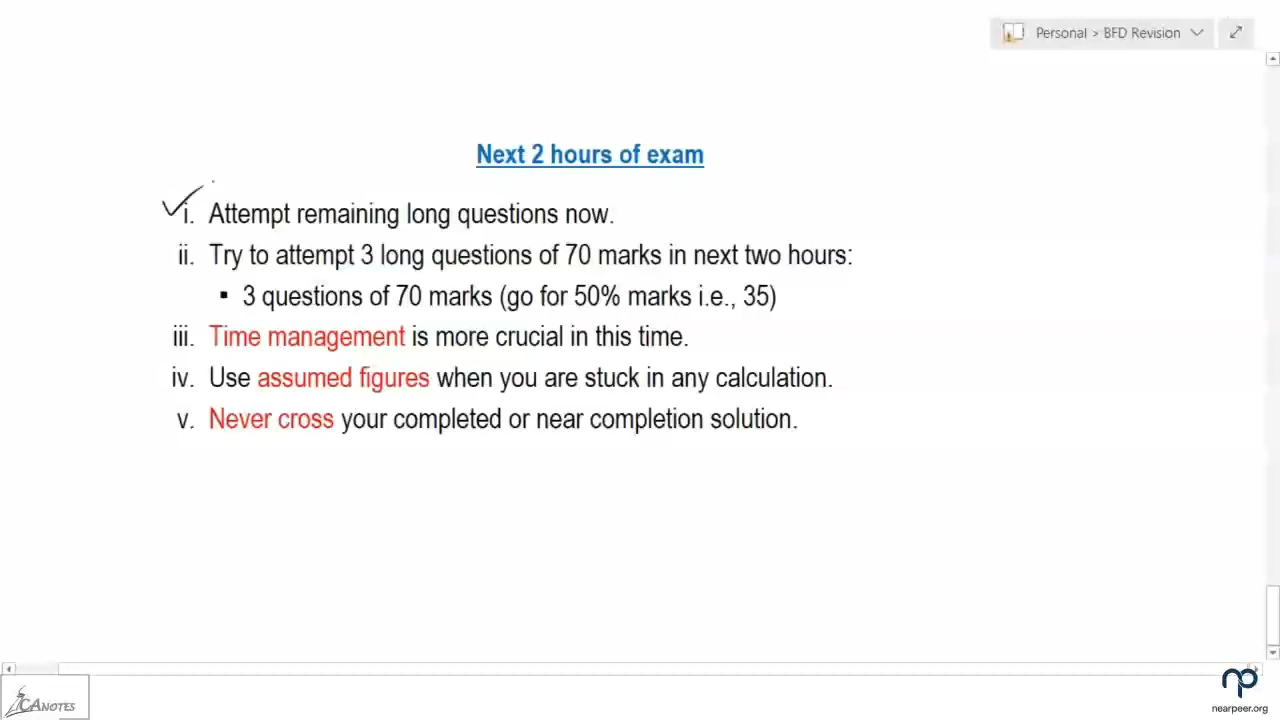 Personal > BFD Revision
Next 2 hours of exam
i. Attempt remaining long questions now.
ii. Try to attempt 3 long questions of 70 marks in next two hours:
▪ 3 questions of 70 marks (go for 50% marks i.e., 35)
iii. Time management is more crucial in this time.
iv. Use assumed figures when you are stuck in any calculation.
v. Never cross your completed or near completion solution.
CANOTES
nearpeer.org